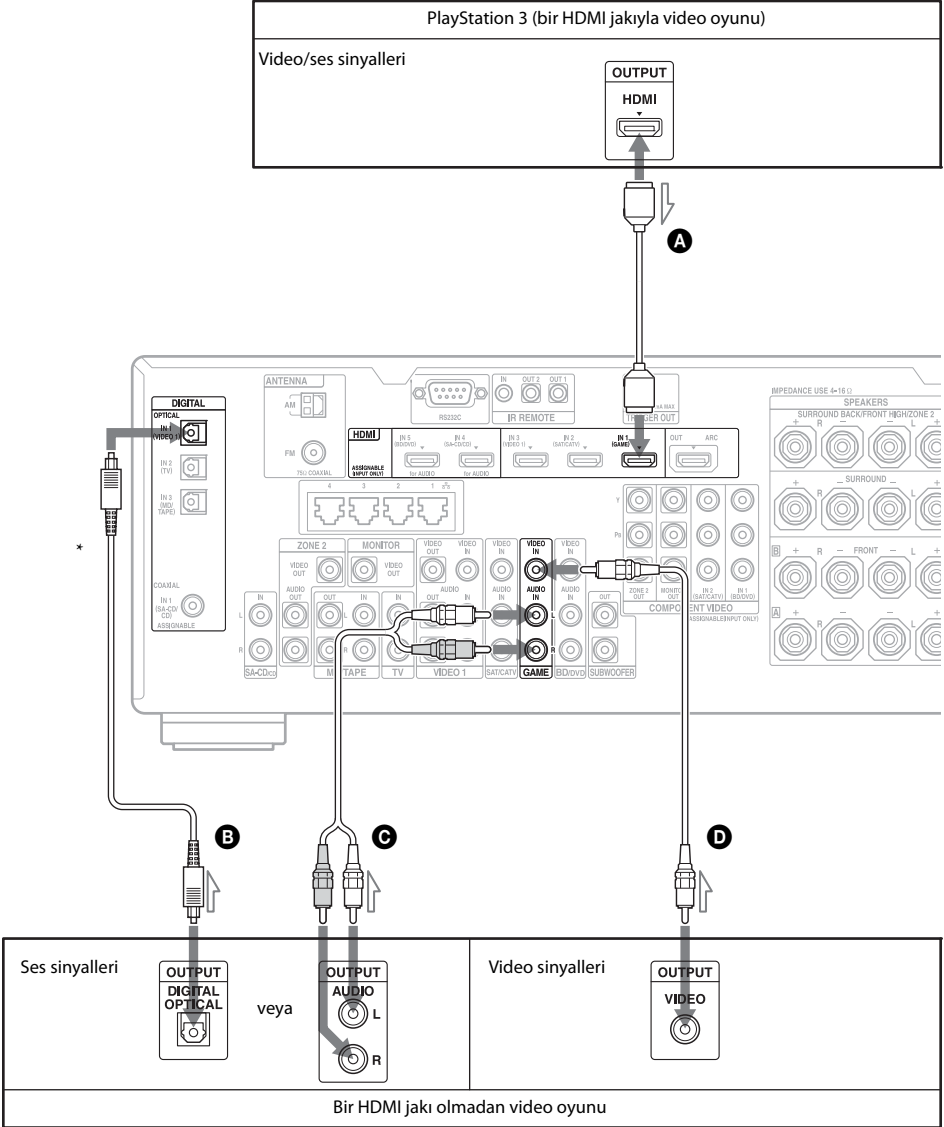 PlayStation 3 (bir HDMI jakıyla video oyunu)
Video/ses sinyalleri
OUTPUT
HDMI
A
ANTENNA
AM
FM
75Ω COAXIAL
RS232C
IN
OUT 2
OUT 1
IR REMOTE
TRIGGER OUT
IMPEDANCE USE 4–16 Ω
SPEAKERS
SURROUND BACK/FRONT HIGH/ZONE 2
+ R – – L +
DIGITAL
OPTICAL
IN 1
(VIDEO 1)
IN 2
(TV)
IN 3
(MD/
TAPE)
*
COAXIAL
IN 1
(SA-CD/
CD)
ASSIGNABLE
HDMI
ASSIGNABLE
(INPUT ONLY)
IN 5
(BD/DVD)
for AUDIO
IN 4
(SA-CD/CD)
for AUDIO
IN 3
(VIDEO 1)
IN 2
(SAT/CATV)
IN 1
(GAME)
OUT
ARC
4
3
2
1
ZONE 2
VIDEO
OUT
AUDIO
OUT
MONITOR
VIDEO
OUT
VIDEO
OUT
VIDEO
IN
VIDEO
IN
VIDEO
IN
VIDEO
IN
IN
L
R
SA-CD/CD
OUT
IN
L
R
TAPE
IN
TV
AUDIO
OUT
AUDIO
IN
VIDEO 1
AUDIO
IN
SAT/CATV
AUDIO
IN
L
R
GAME
AUDIO
IN
BD/DVD
OUT
SUBWOOFER
Y
PB
ZONE 2
OUT
MONITOR
OUT
IN 2
(SAT/CATV)
IN 1
(BD/DVD)
COMPONENT VIDEO
(ASSIGNABLE/INPUT ONLY)
+ R – SURROUND – L +
B
+ R – FRONT – L +
A
+ R – – L +
B
C
D
Ses sinyalleri
OUTPUT
DIGITAL
OPTICAL
veya
OUTPUT
AUDIO
L
R
Video sinyalleri
OUTPUT
VIDEO
Bir HDMI jakı olmadan video oyunu